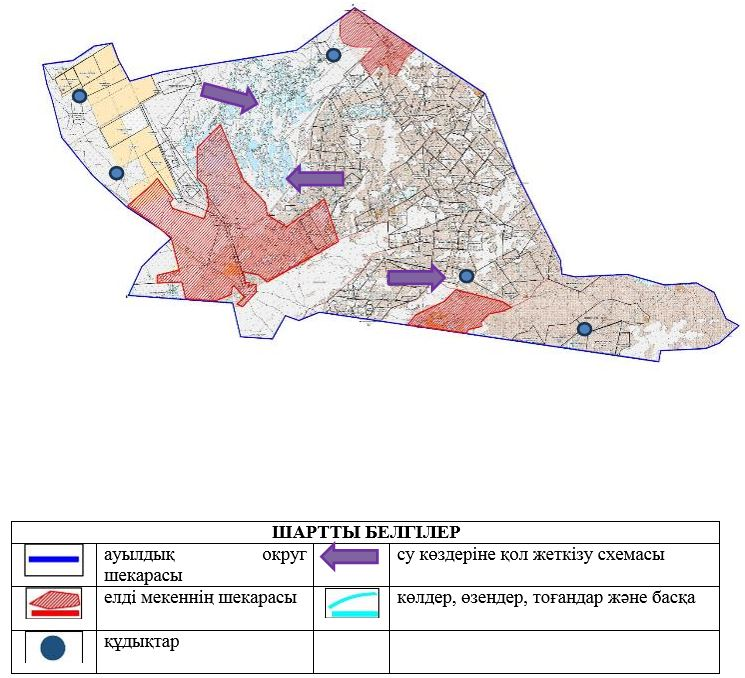 ШАРТТЫ БЕЛГІЛЕР
ауылдық округ
шекарасы
су көздеріне қол жеткізу схемасы
елді мекеннің шекарасы
көлдер, өзендер, тоғандар және басқа
құдықтар